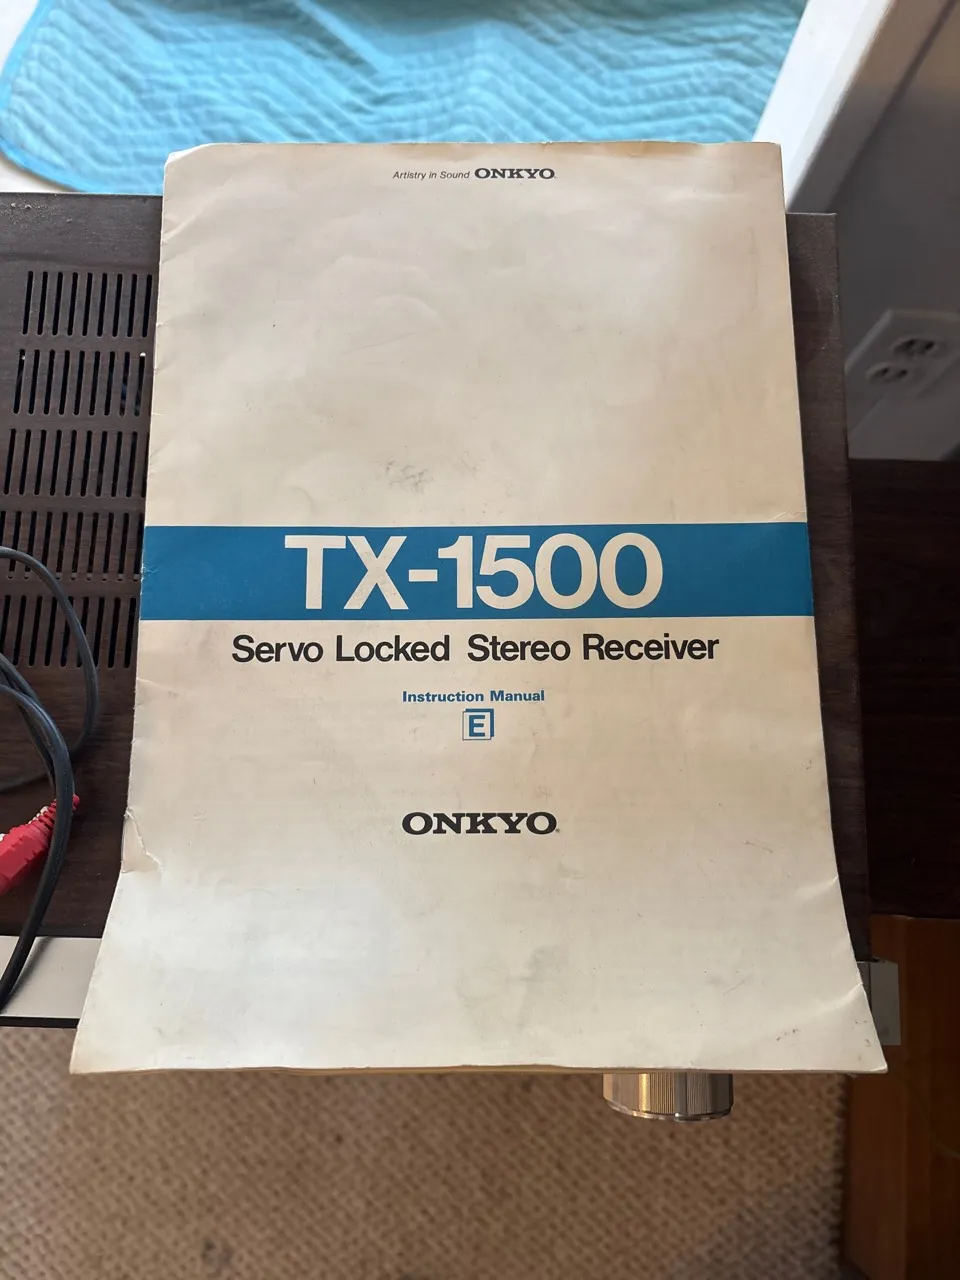 Artistry in Sound ONKYO
TX-1500
Servo Locked Stereo Receiver
Instruction Manual
E
ONKYO